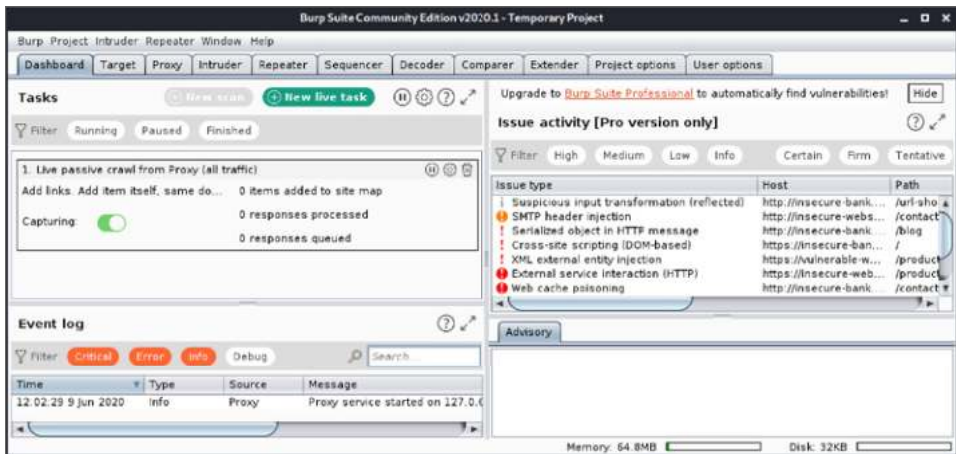 Burp Suite Community Edition v2020.1 - Temporary Project
Burp Project Intruder Repeater Window Help
Dashboard Target Proxy Intruder Repeater Sequencer Decoder Comparer Extender Project options User options
Tasks
New scan New live task
Filter Running Paused Finished
1. Live passive crawl from Proxy (all traffic)
Add links. Add item itself, same do... 0 items added to site map
Capturing: 0 responses processed
0 responses queued
Event log
Filter Critical Error Info Debug Search...
Time Type Source Message
12:02:29 9 Jun 2020 Info Proxy Proxy service started on 127.0.0
Upgrade to Burp Suite Professional to automatically find vulnerabilities! Hide
Issue activity [Pro version only]
Filter High Medium Low Info Certain Firm Tentative
Issue type Host Path
Suspicious input transformation (reflected) http://insecure-bank.... /url-sho
SMTP header injection http://insecure-webs... /contact
Serialized object in HTTP message http://insecure-bank.... /blog
Cross-site scripting (DOM-based) https://insecure-ban... /
XML external entity injection https://vulnerable-w... /product
External service interaction (HTTP) https://insecure-web... /product
Web cache poisoning http://insecure-bank.... /contact
Advisory
Memory: 64.8MB Disk: 32KB